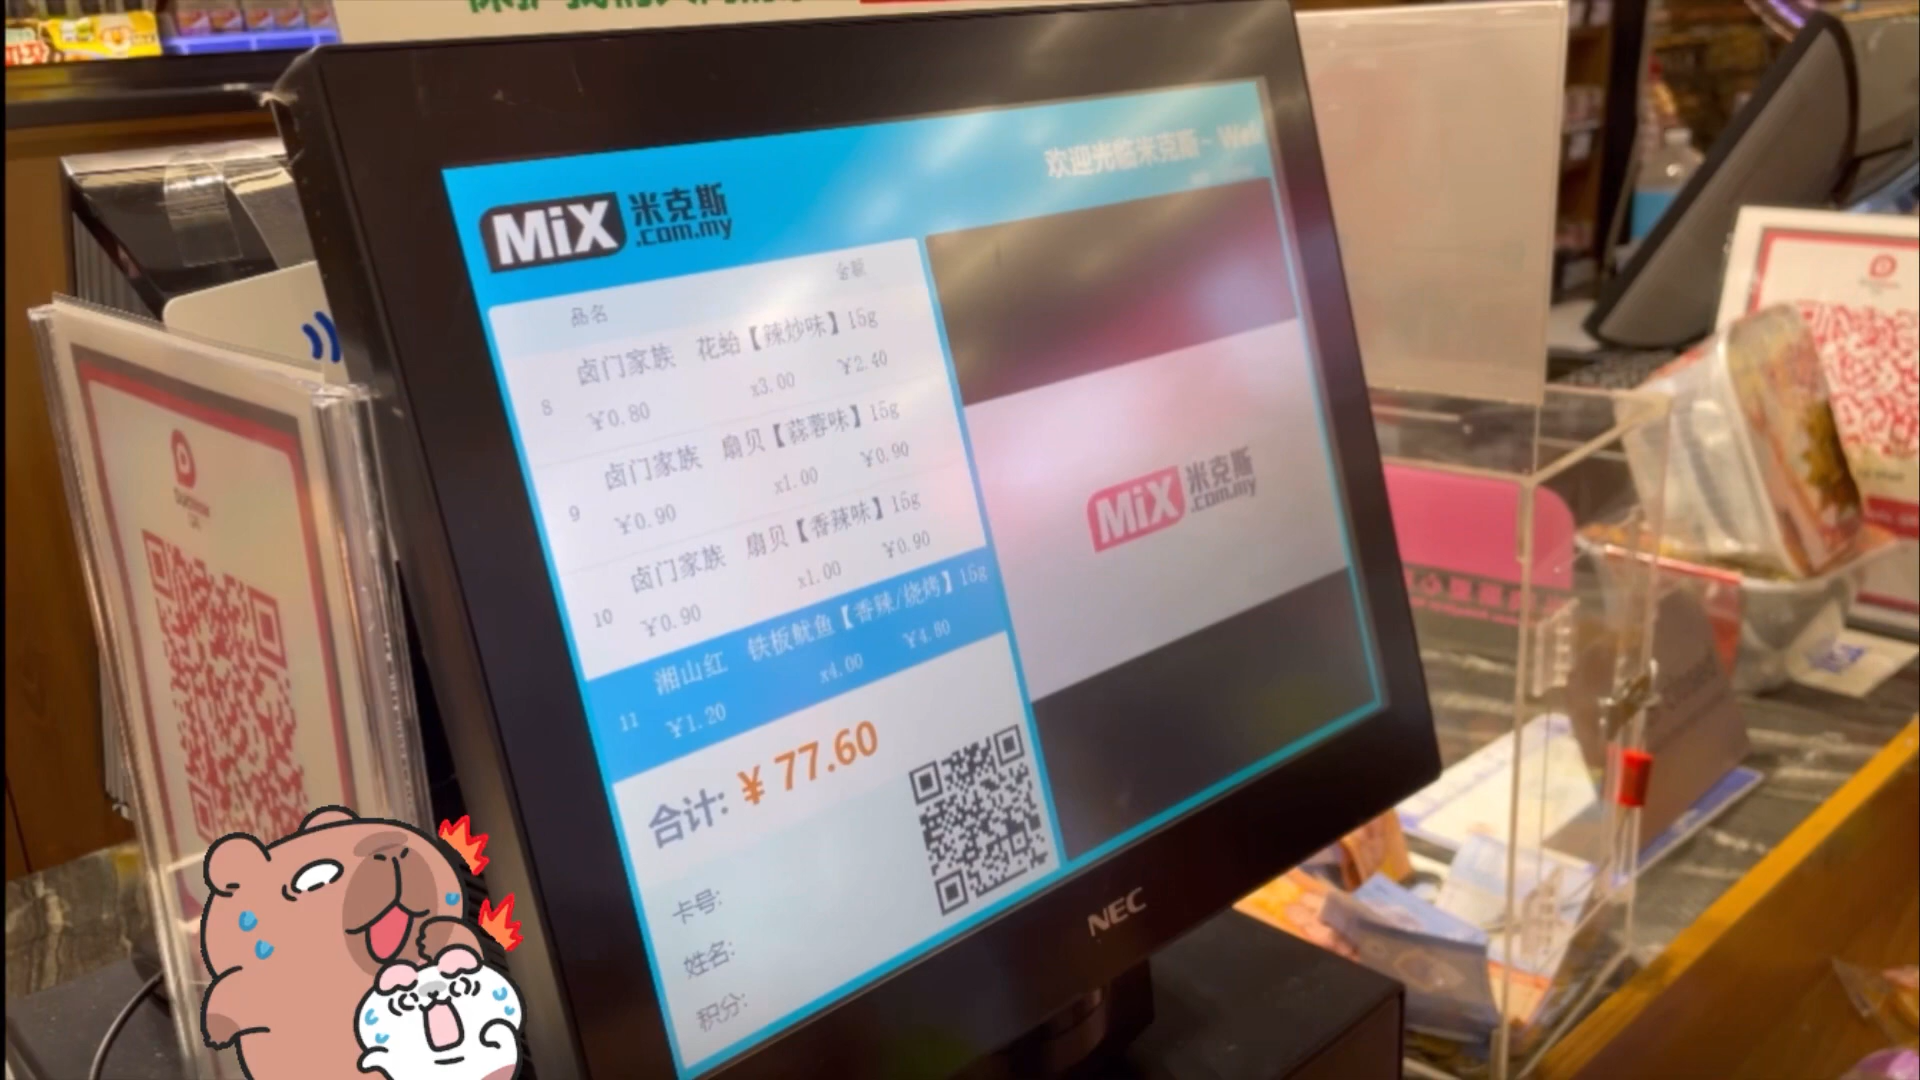 MiX 米克斯
.com.my
欢迎光临米克斯~ Wel
品名 金额
卤门家族 花蛤【辣炒味】15g
8 ¥0.80 x3.00 ¥2.40
卤门家族 扇贝【蒜蓉味】15g
9 ¥0.90 x1.00 ¥0.90
卤门家族 扇贝【香辣味】15g
10 ¥0.90 x1.00 ¥0.90
湘山红 铁板鱿鱼【香辣/烧烤】15g
11 ¥1.20 x4.00 ¥4.80
合计: ¥ 77.60
卡号:
姓名:
积分:
MiX 米克斯
.com.my
NEC